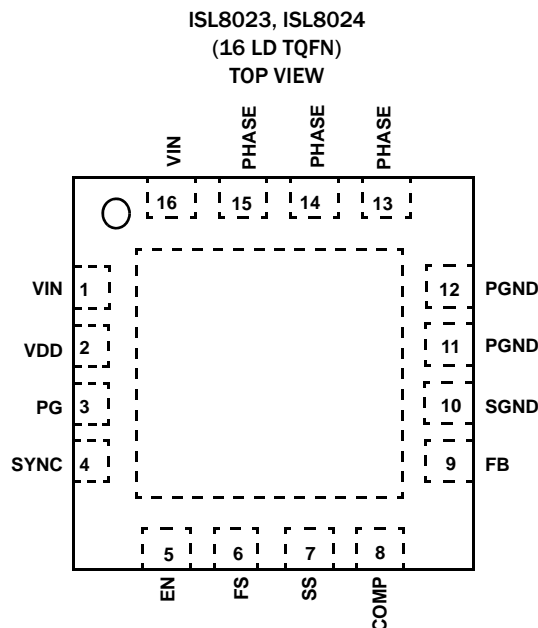 ISL8023, ISL8024
(16 LD TQFN)
TOP VIEW
VIN
PHASE
PHASE
PHASE
16
15
14
13
VIN
1
12
PGND
VDD
2
11
PGND
PG
3
10
SGND
SYNC
4
9
FB
5
6
7
8
EN
FS
SS
COMP